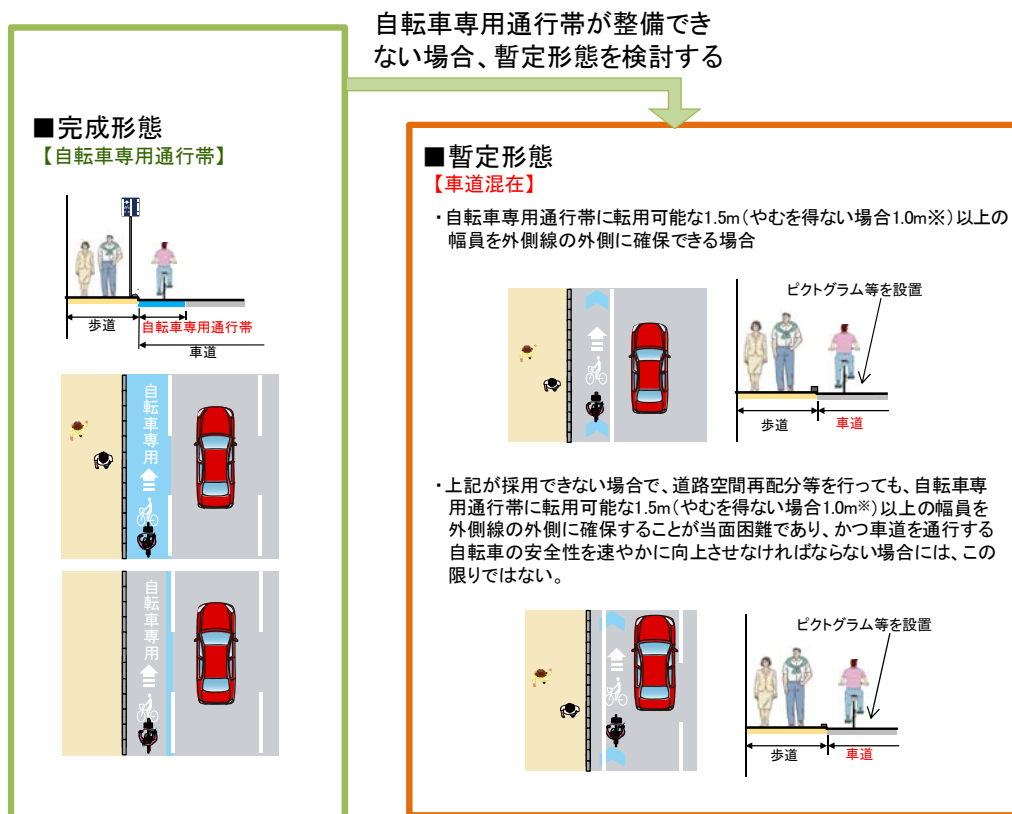 自転車専用通行帯が整備でき
ない場合、暫定形態を検討する
■完成形態
【自転車専用通行帯】
歩道
自転車専用通行帯
車道
自転車専用
自転車専用
■暫定形態
【車道混在】
・自転車専用通行帯に転用可能な1.5m(やむを得ない場合1.0m※)以上の
幅員を外側線の外側に確保できる場合
ピクトグラム等を設置
歩道
車道
・上記が採用できない場合で、道路空間再配分等を行っても、自転車専
用通行帯に転用可能な1.5m(やむを得ない場合1.0m※)以上の幅員を
外側線の外側に確保することが当面困難であり、かつ車道を通行する
自転車の安全性を速やかに向上させなければならない場合には、この
限りではない。
ピクトグラム等を設置
歩道
車道